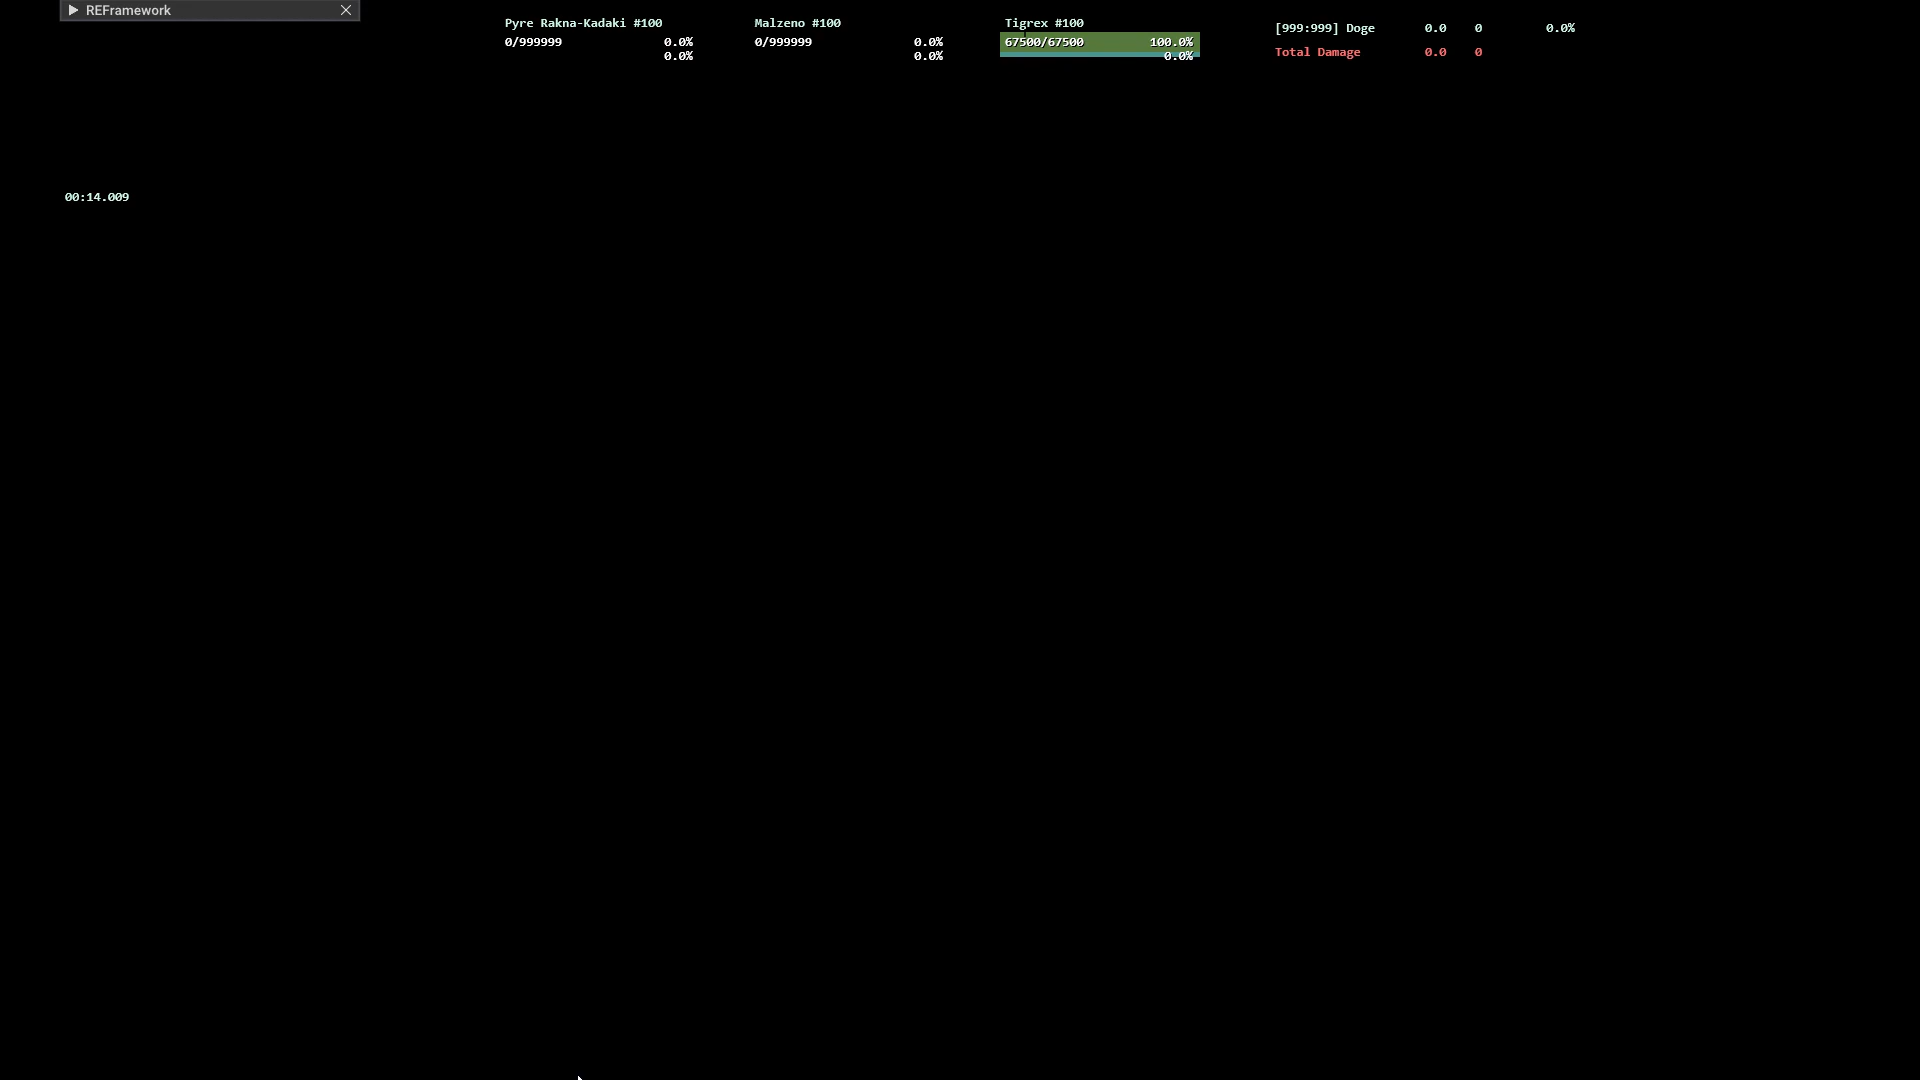 REFramework
Pyre Rakna-Kadaki #100
0/999999 0.0%
0.0%
Malzeno #100
0/999999 0.0%
0.0%
Tigrex #100
67500/67500 100.0%
0.0%
[999:999] Doge 0.0 0 0.0%
Total Damage 0.0 0
00:14.009